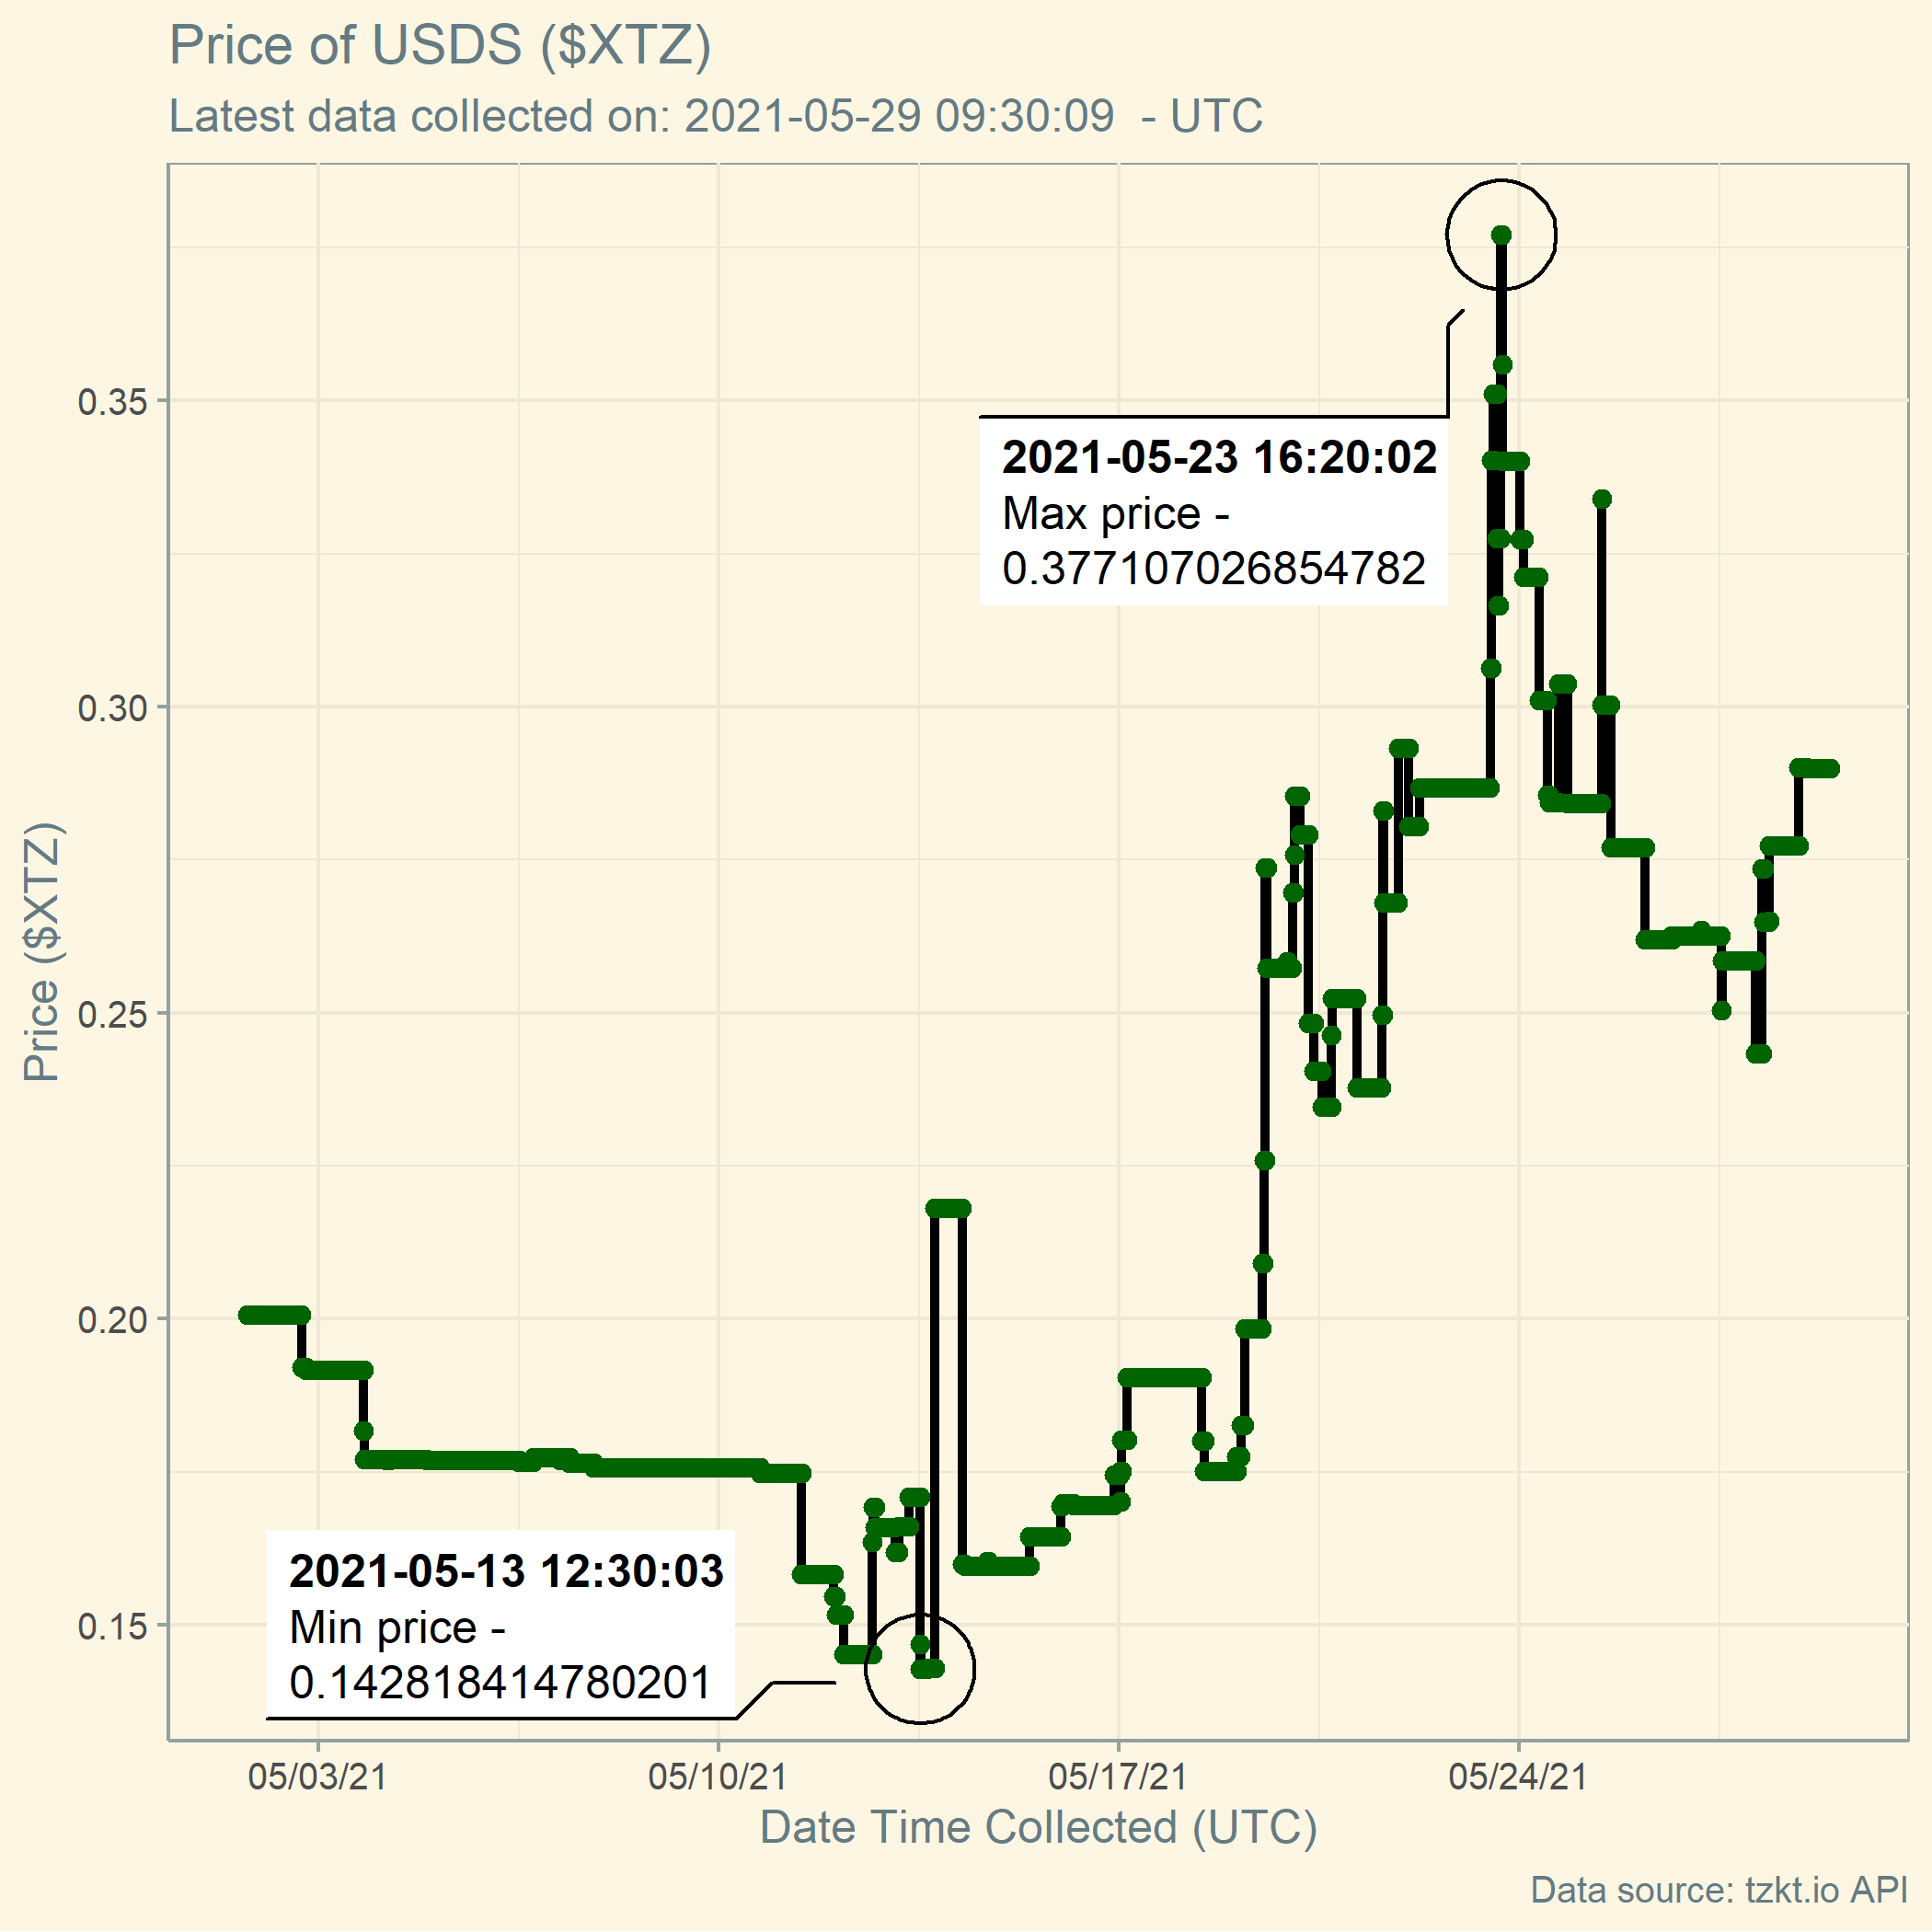 Price of USDS ($XTZ)
Latest data collected on: 2021-05-29 09:30:09  - UTC
Price ($XTZ)
0.35
0.30
0.25
0.20
0.15
2021-05-23 16:20:02
Max price -
0.377107026854782
2021-05-13 12:30:03
Min price -
0.142818414780201
05/03/21
05/10/21
05/17/21
05/24/21
Date Time Collected (UTC)
Data source: tzkt.io API